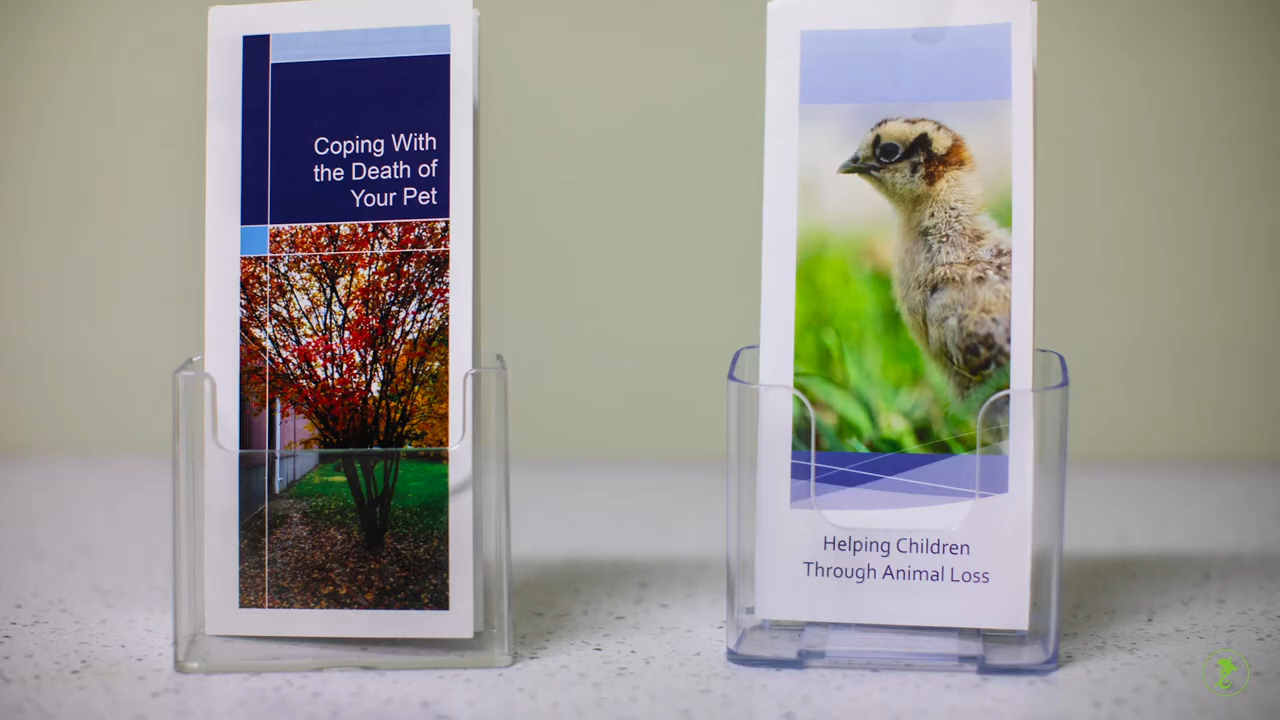 Coping With
the Death of
Your Pet
Helping Children
Through Animal Loss